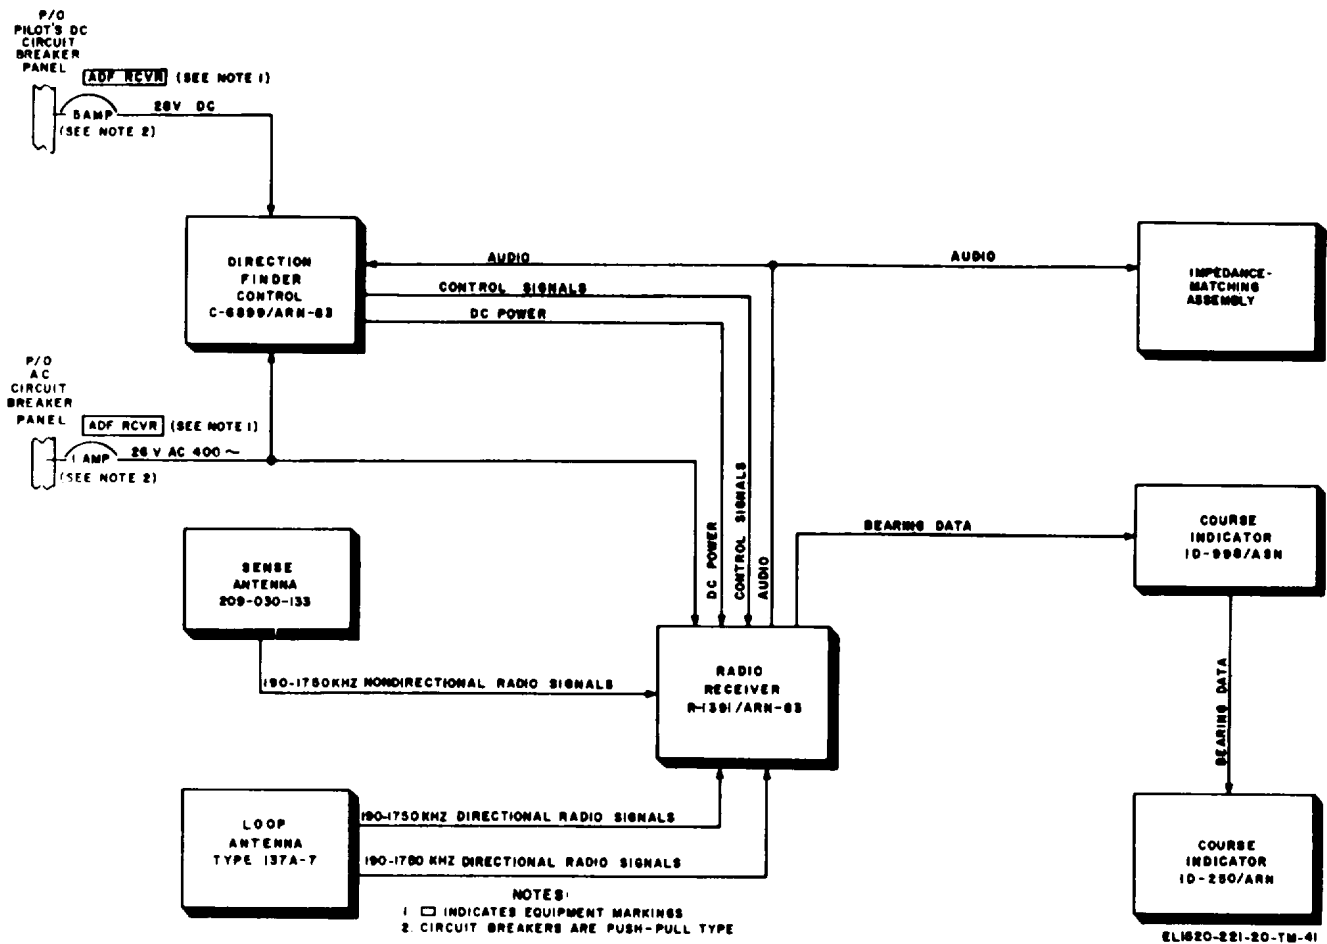 P/O
PILOT'S DC
CIRCUIT
BREAKER
PANEL
ADF RCVR (SEE NOTE 1)
5 AMP
28V DC
(SEE NOTE 2)
DIRECTION
FINDER
CONTROL
C-6899/ARN-83
AUDIO
AUDIO
CONTROL SIGNALS
DC POWER
IMPEDANCE-
MATCHING
ASSEMBLY
P/O
AC
CIRCUIT
BREAKER
PANEL
ADF RCVR (SEE NOTE 1)
1 AMP
26 V AC 400 ~
(SEE NOTE 2)
DC POWER
CONTROL SIGNALS
AUDIO
BEARING DATA
COURSE
INDICATOR
ID-998/ASN
SENSE
ANTENNA
209-030-133
190-1750KHZ NONDIRECTIONAL RADIO SIGNALS
RADIO
RECEIVER
R-1391/ARN-83
BEARING DATA
LOOP
ANTENNA
TYPE 137A-7
190-1750KHZ DIRECTIONAL RADIO SIGNALS
190-1750 KHZ DIRECTIONAL RADIO SIGNALS
COURSE
INDICATOR
ID-250/ARN
NOTES:
1. INDICATES EQUIPMENT MARKINGS
2. CIRCUIT BREAKERS ARE PUSH-PULL TYPE
EL1520-221-20-TM-41